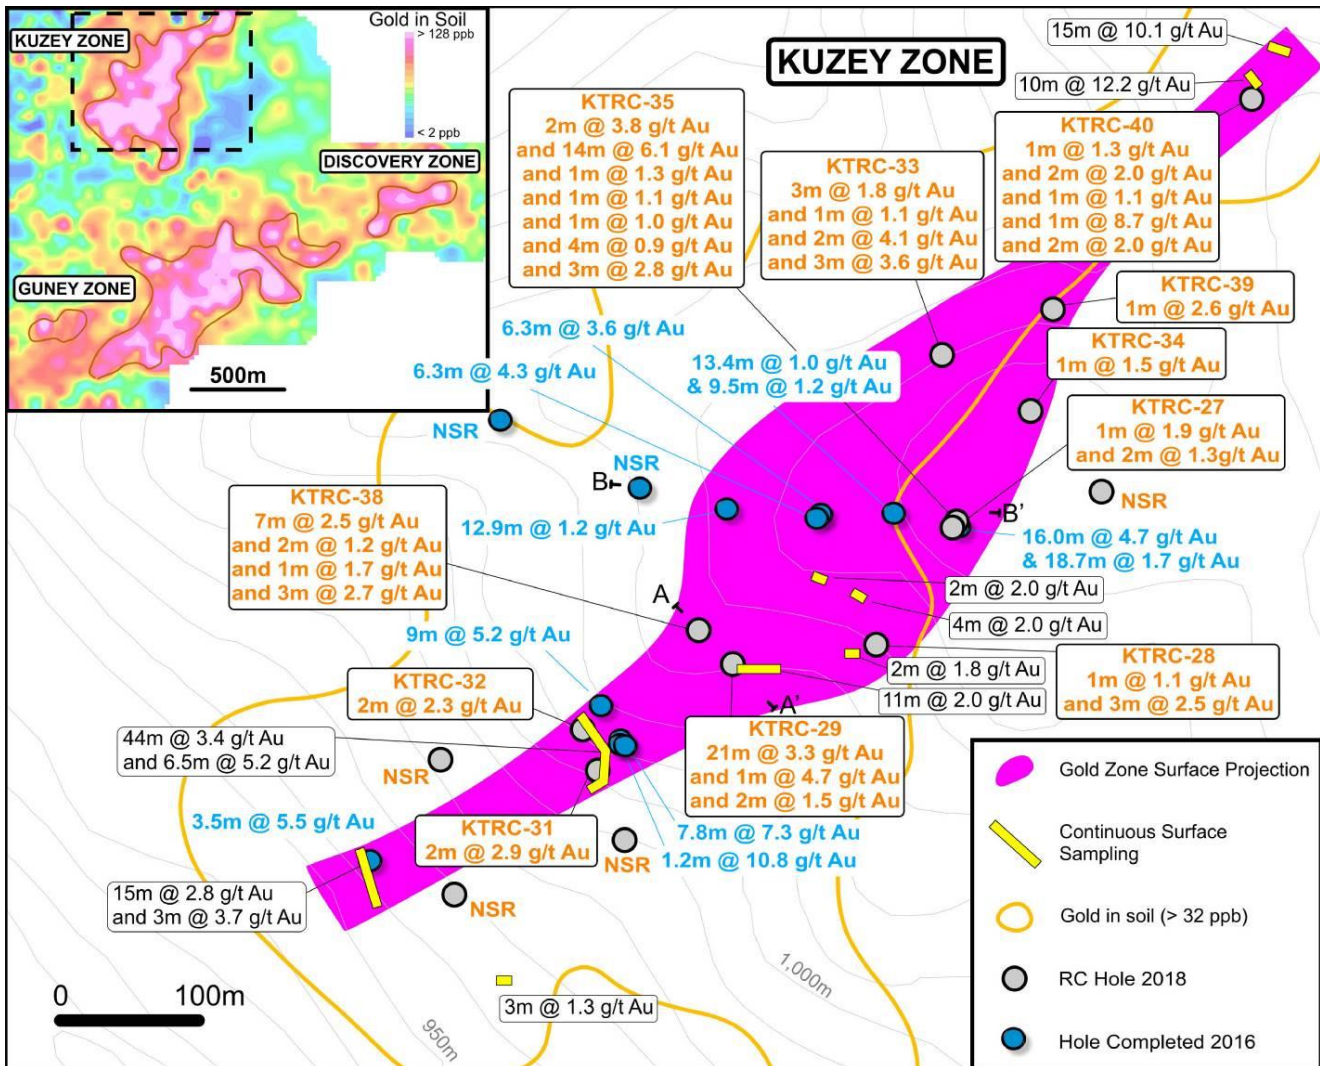 Gold in Soil
> 128 ppb
< 2 ppb
KUZEY ZONE
DISCOVERY ZONE
GUNEY ZONE
500m
KUZEY ZONE
15m @ 10.1 g/t Au
10m @ 12.2 g/t Au
KTRC-35
2m @ 3.8 g/t Au
and 14m @ 6.1 g/t Au
and 1m @ 1.3 g/t Au
and 1m @ 1.1 g/t Au
and 1m @ 1.0 g/t Au
and 4m @ 0.9 g/t Au
and 3m @ 2.8 g/t Au
KTRC-33
3m @ 1.8 g/t Au
and 1m @ 1.1 g/t Au
and 2m @ 4.1 g/t Au
and 3m @ 3.6 g/t Au
KTRC-40
1m @ 1.3 g/t Au
and 2m @ 2.0 g/t Au
and 1m @ 1.1 g/t Au
and 1m @ 8.7 g/t Au
and 2m @ 2.0 g/t Au
KTRC-39
1m @ 2.6 g/t Au
KTRC-34
1m @ 1.5 g/t Au
KTRC-27
1m @ 1.9 g/t Au
and 2m @ 1.3g/t Au
NSR
6.3m @ 3.6 g/t Au
6.3m @ 4.3 g/t Au
13.4m @ 1.0 g/t Au
& 9.5m @ 1.2 g/t Au
NSR
NSR
B
B'
12.9m @ 1.2 g/t Au
16.0m @ 4.7 g/t Au
& 18.7m @ 1.7 g/t Au
KTRC-38
7m @ 2.5 g/t Au
and 2m @ 1.2 g/t Au
and 1m @ 1.7 g/t Au
and 3m @ 2.7 g/t Au
A
A'
2m @ 2.0 g/t Au
4m @ 2.0 g/t Au
2m @ 1.8 g/t Au
11m @ 2.0 g/t Au
KTRC-28
1m @ 1.1 g/t Au
and 3m @ 2.5 g/t Au
9m @ 5.2 g/t Au
KTRC-32
2m @ 2.3 g/t Au
44m @ 3.4 g/t Au
and 6.5m @ 5.2 g/t Au
NSR
KTRC-29
21m @ 3.3 g/t Au
and 1m @ 4.7 g/t Au
and 2m @ 1.5 g/t Au
3.5m @ 5.5 g/t Au
KTRC-31
2m @ 2.9 g/t Au
7.8m @ 7.3 g/t Au
1.2m @ 10.8 g/t Au
NSR
15m @ 2.8 g/t Au
and 3m @ 3.7 g/t Au
NSR
3m @ 1.3 g/t Au
0 100m
950m
1,000m
Gold Zone Surface Projection
Continuous Surface
Sampling
Gold in soil (> 32 ppb)
RC Hole 2018
Hole Completed 2016